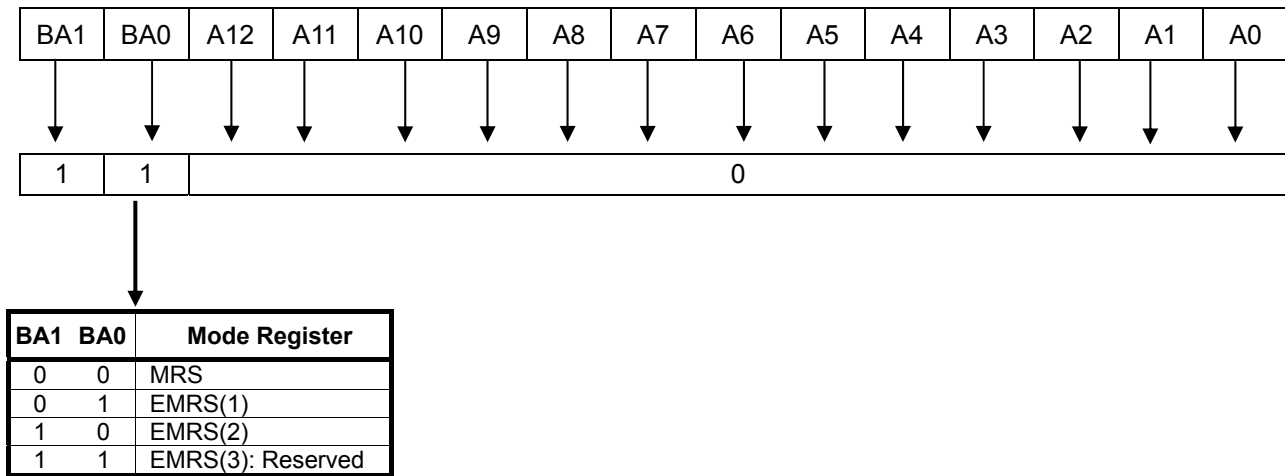 BA1 BA0 A12 A11 A10 A9 A8 A7 A6 A5 A4 A3 A2 A1 A0
1 1 0
BA1 BA0 Mode Register
0 0 MRS
0 1 EMRS(1)
1 0 EMRS(2)
1 1 EMRS(3): Reserved